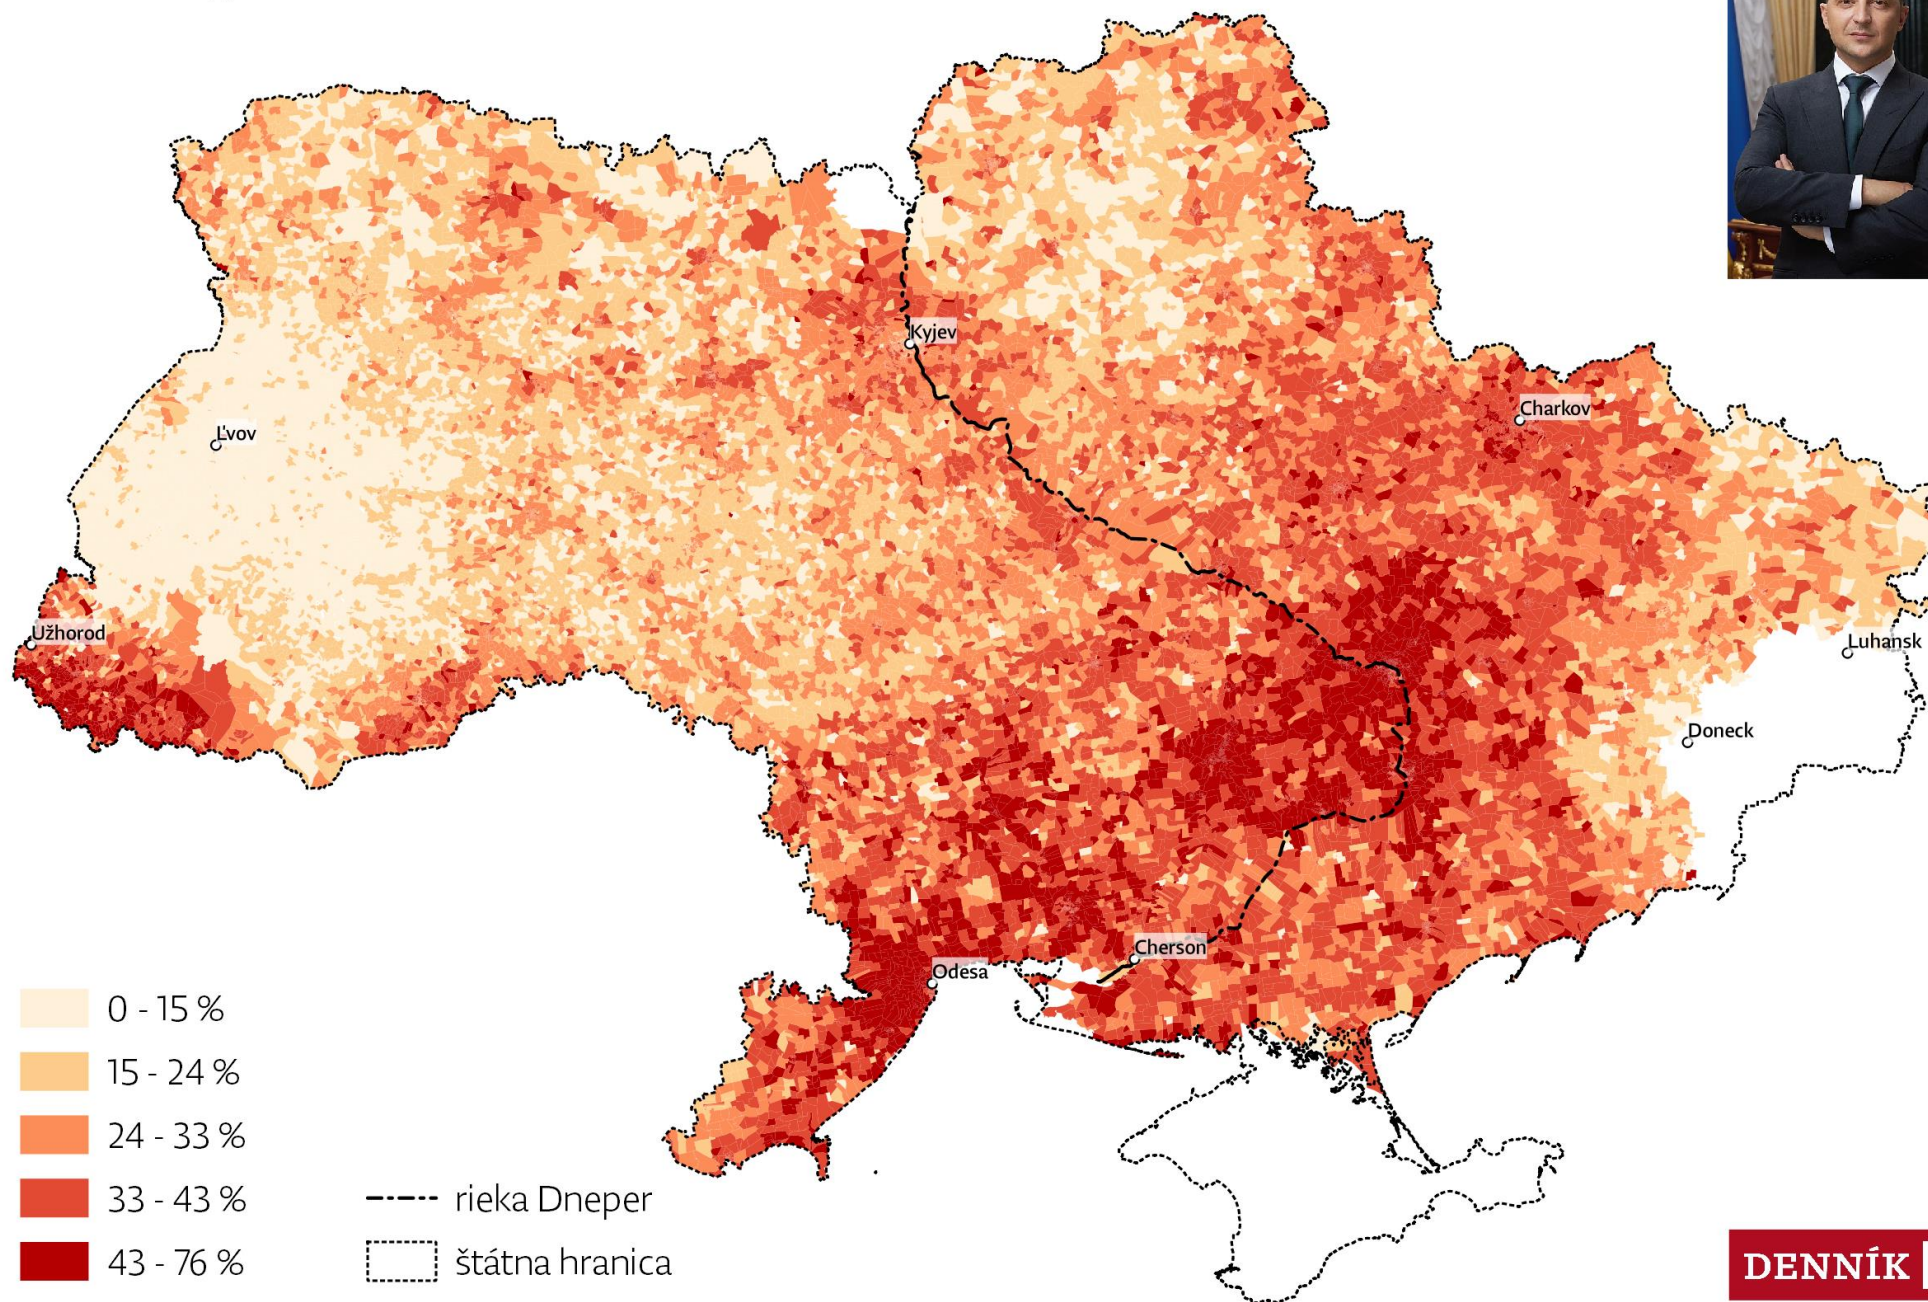 Kyjev
Charkov
Ľvov
Užhorod
Luhansk
Doneck
Cherson
Odesa
0 - 15 %
15 - 24 %
24 - 33 %
33 - 43 %
43 - 76 %
rieka Dneper
štátna hranica
DENNÍK